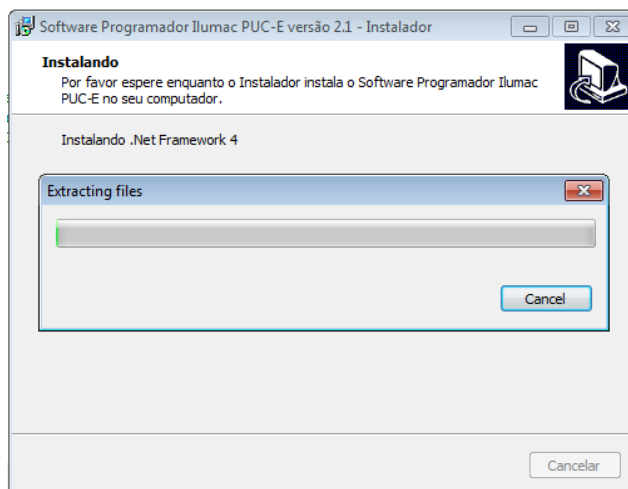 Software Programador Ilumac PUC-E versão 2.1 - Instalador
Instalando
Por favor espere enquanto o Instalador instala o Software Programador Ilumac
PUC-E no seu computador.
Instalando .Net Framework 4
Extracting files
Cancel
Cancelar